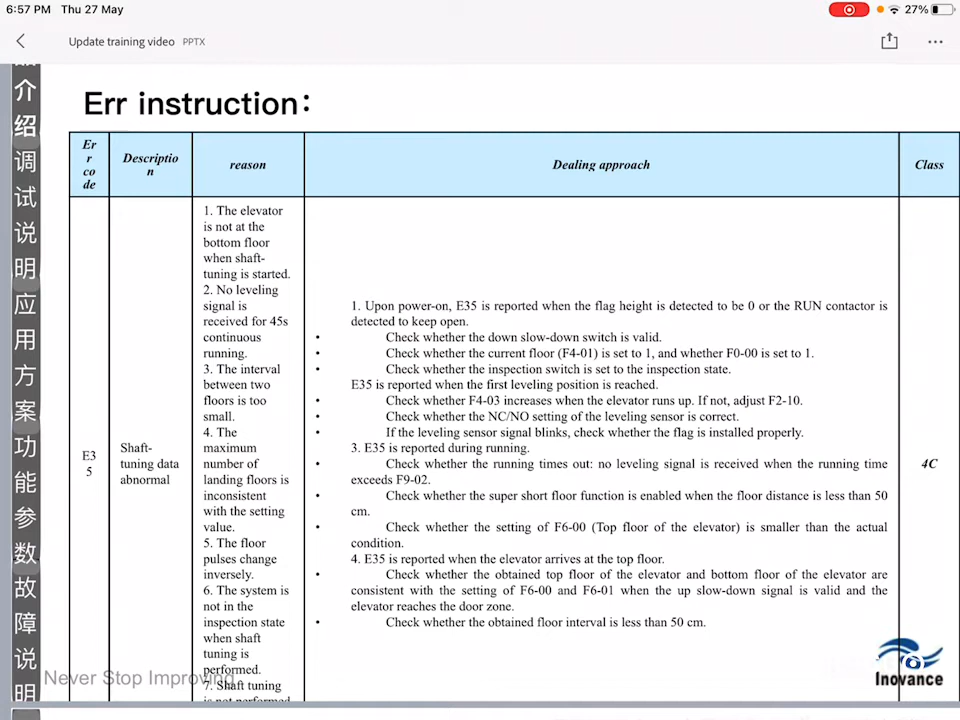 6:57 PM Thu 27 May
27%
Update training video PPTX
介
绍
调
试
说
明
应
用
方
案
功
能
参
数
故
障
说
明
Err instruction:
Er
r
co
de
Descriptio
n
reason
Dealing approach
Class
E3
5
Shaft-
tuning data
abnormal
1. The elevator
is not at the
bottom floor
when shaft-
tuning is started.
2. No leveling
signal is
received for 45s
continuous
running.
3. The interval
between two
floors is too
small.
4. The
maximum
number of
landing floors is
inconsistent
with the setting
value.
5. The floor
pulses change
inversely.
6. The system is
not in the
inspection state
when shaft
tuning is
performed.
7. Shaft tuning
is not performed
1. Upon power-on, E35 is reported when the flag height is detected to be 0 or the RUN contactor is
detected to keep open.
• Check whether the down slow-down switch is valid.
• Check whether the current floor (F4-01) is set to 1, and whether F0-00 is set to 1.
• Check whether the inspection switch is set to the inspection state.
E35 is reported when the first leveling position is reached.
• Check whether F4-03 increases when the elevator runs up. If not, adjust F2-10.
• Check whether the NC/NO setting of the leveling sensor is correct.
• If the leveling sensor signal blinks, check whether the flag is installed properly.
3. E35 is reported during running.
• Check whether the running times out: no leveling signal is received when the running time
exceeds F9-02.
• Check whether the super short floor function is enabled when the floor distance is less than 50
cm.
• Check whether the setting of F6-00 (Top floor of the elevator) is smaller than the actual
condition.
4. E35 is reported when the elevator arrives at the top floor.
• Check whether the obtained top floor of the elevator and bottom floor of the elevator are
consistent with the setting of F6-00 and F6-01 when the up slow-down signal is valid and the
elevator reaches the door zone.
• Check whether the obtained floor interval is less than 50 cm.
4C
Never Stop Improving
Inovance